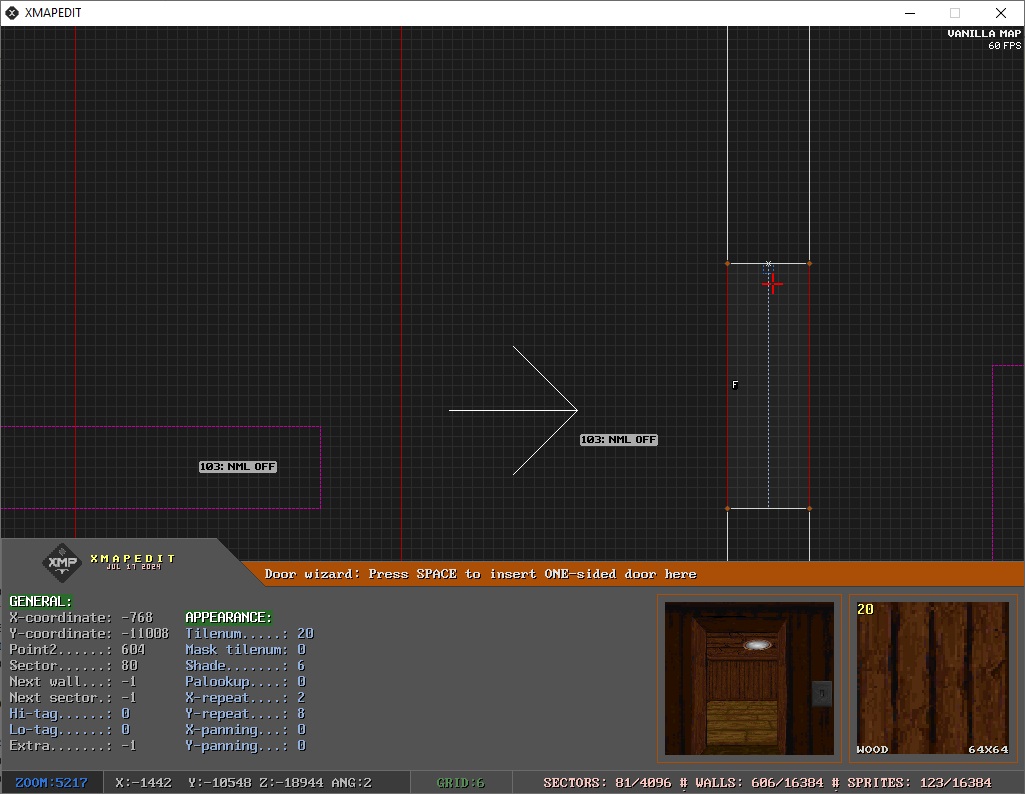 XMAPEDIT
VANILLA MAP
60 FPS
F
103: NML OFF
103: NML OFF
XMP
XMAPEDIT
JUL 17 2024
Door wizard: Press SPACE to insert ONE-sided door here
GENERAL:
X-coordinate: -768
Y-coordinate: -11008
Point2......: 604
Sector......: 80
Next wall...: -1
Next sector.: -1
Hi-tag......: 0
Lo-tag......: 0
Extra.......: -1
APPEARANCE:
Tilenum.....: 20
Mask tilenum: 0
Shade.......: 6
Palookup....: 0
X-repeat....: 2
Y-repeat....: 8
X-panning...: 0
Y-panning...: 0
20
WOOD 64X64
ZOOM:5217 X:-1442 Y:-10548 Z:-18944 ANG:2 GRID:6 SECTORS: 81/4096 # WALLS: 606/16384 # SPRITES: 123/16384